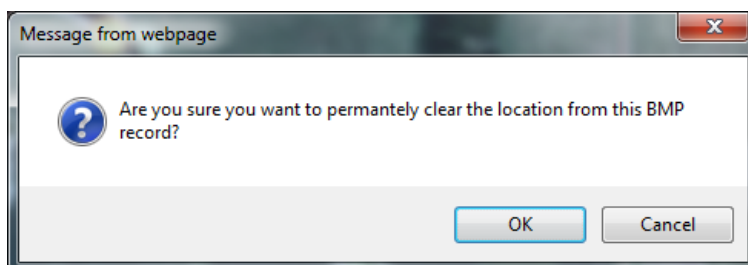 Message from webpage
Are you sure you want to permantely clear the location from this BMP
record?
OK
Cancel